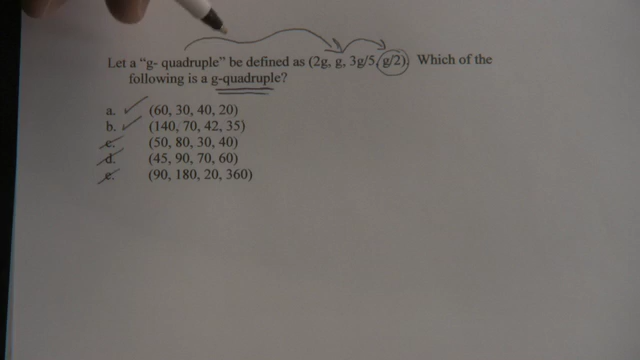 Let a “g- quadruple” be defined as (2g, g, 3g/5, g/2) Which of the
following is a g-quadruple?
a. (60, 30, 40, 20)
b. (140, 70, 42, 35)
c. (50, 80, 30, 40)
d. (45, 90, 70, 60)
e. (90, 180, 20, 360)